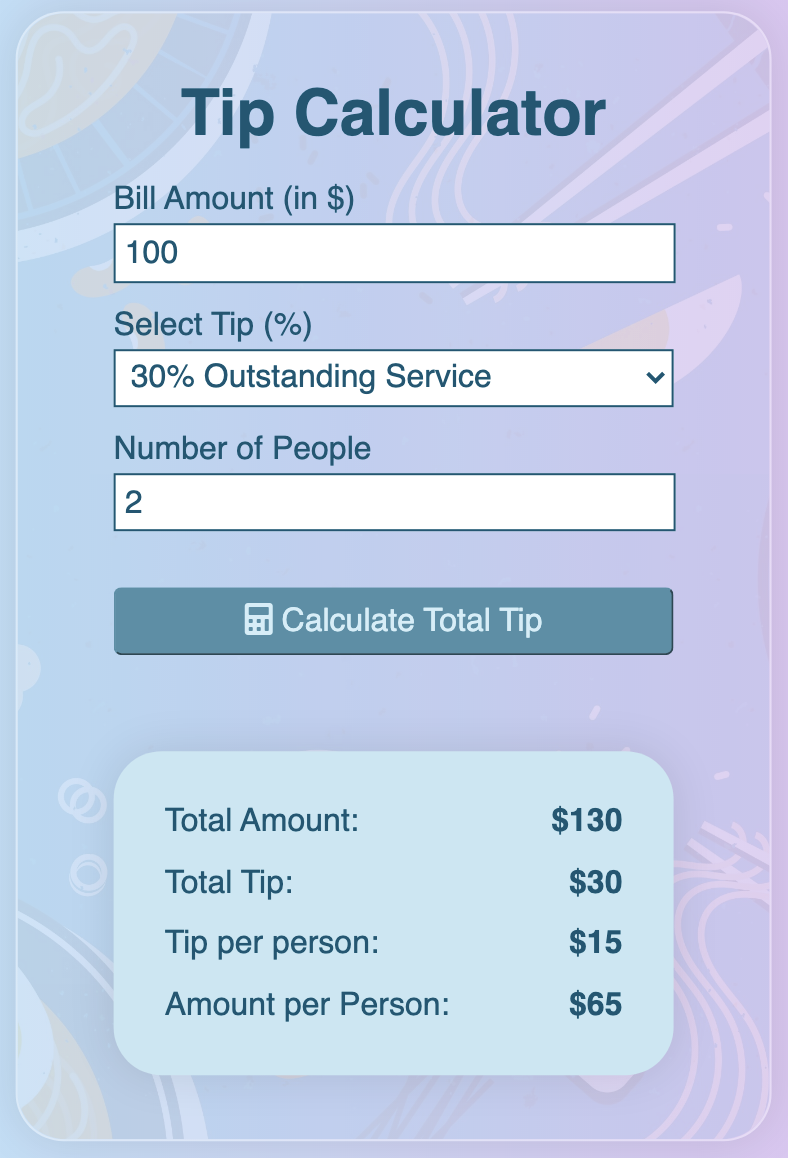 Tip Calculator
Bill Amount (in $)
100
Select Tip (%)
30% Outstanding Service
Number of People
2
Calculate Total Tip
Total Amount: $130
Total Tip: $30
Tip per person: $15
Amount per Person: $65